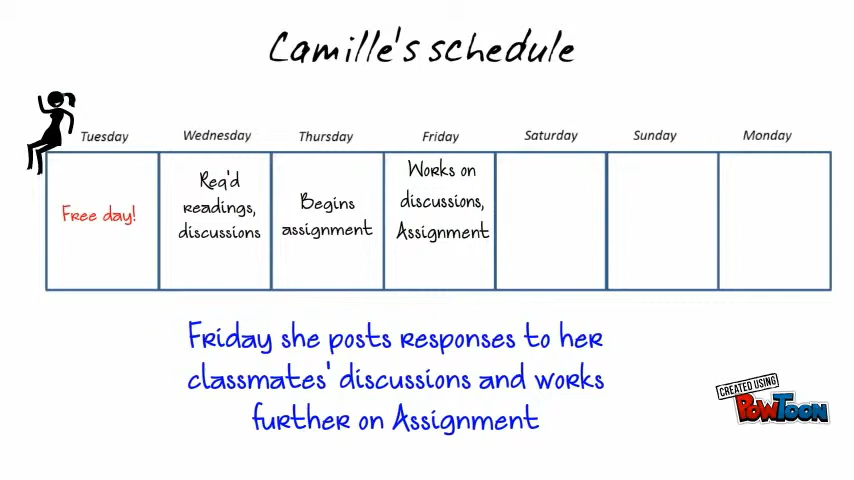 Camille's schedule
Tuesday Wednesday Thursday Friday Saturday Sunday Monday
Free day!
Req'd
readings,
discussions
Begins
assignment
Works on
discussions,
Assignment
Friday she posts responses to her
classmates' discussions and works
further on Assignment
CREATED USING
POWTOON